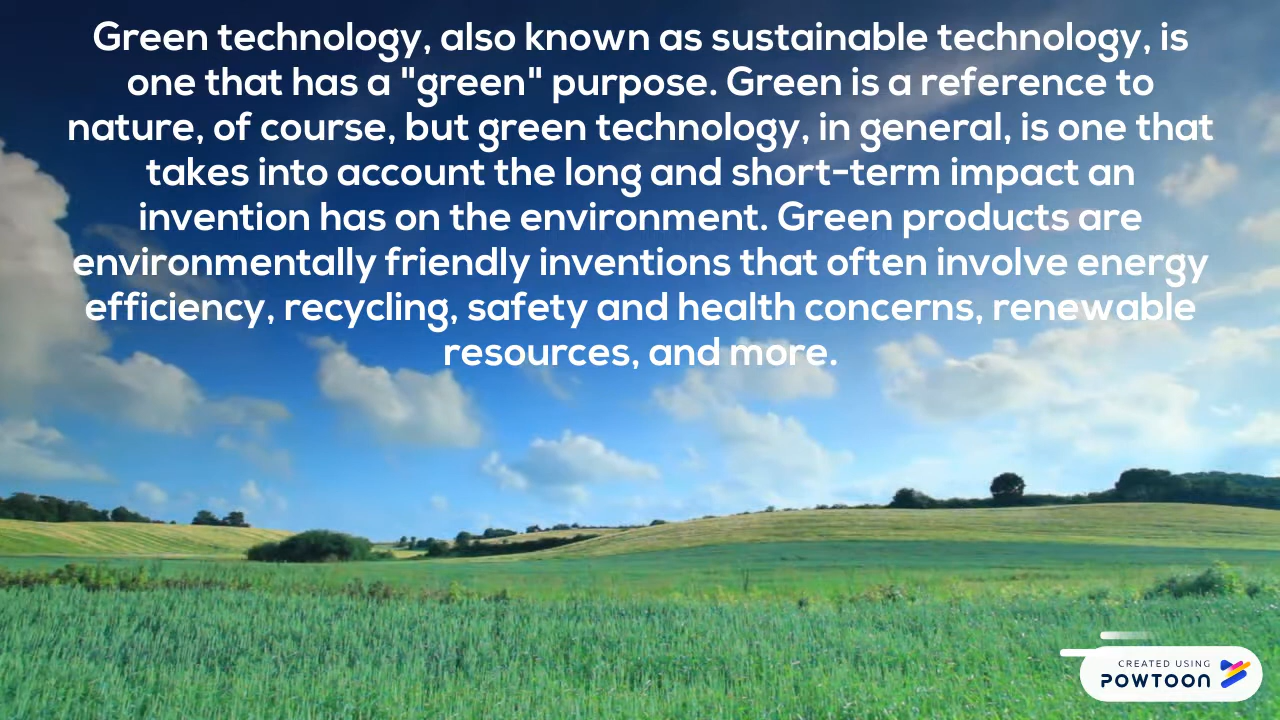 Green technology, also known as sustainable technology, is
one that has a "green" purpose. Green is a reference to
nature, of course, but green technology, in general, is one that
takes into account the long and short-term impact an
invention has on the environment. Green products are
environmentally friendly inventions that often involve energy
efficiency, recycling, safety and health concerns, renewable
resources, and more.
CREATED USING
POWTOON